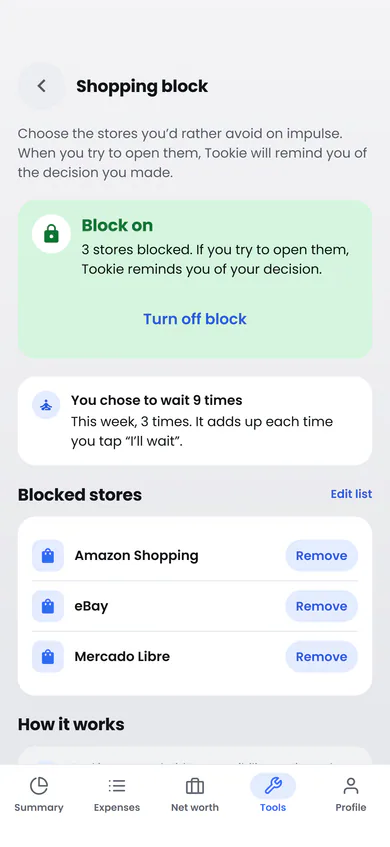 Shopping block
Choose the stores you’d rather avoid on impulse.
When you try to open them, Tookie will remind you of
the decision you made.
Block on
3 stores blocked. If you try to open them,
Tookie reminds you of your decision.
Turn off block
You chose to wait 9 times
This week, 3 times. It adds up each time
you tap “I’ll wait”.
Blocked stores
Edit list
Amazon Shopping
Remove
eBay
Remove
Mercado Libre
Remove
How it works
Summary
Expenses
Net worth
Tools
Profile